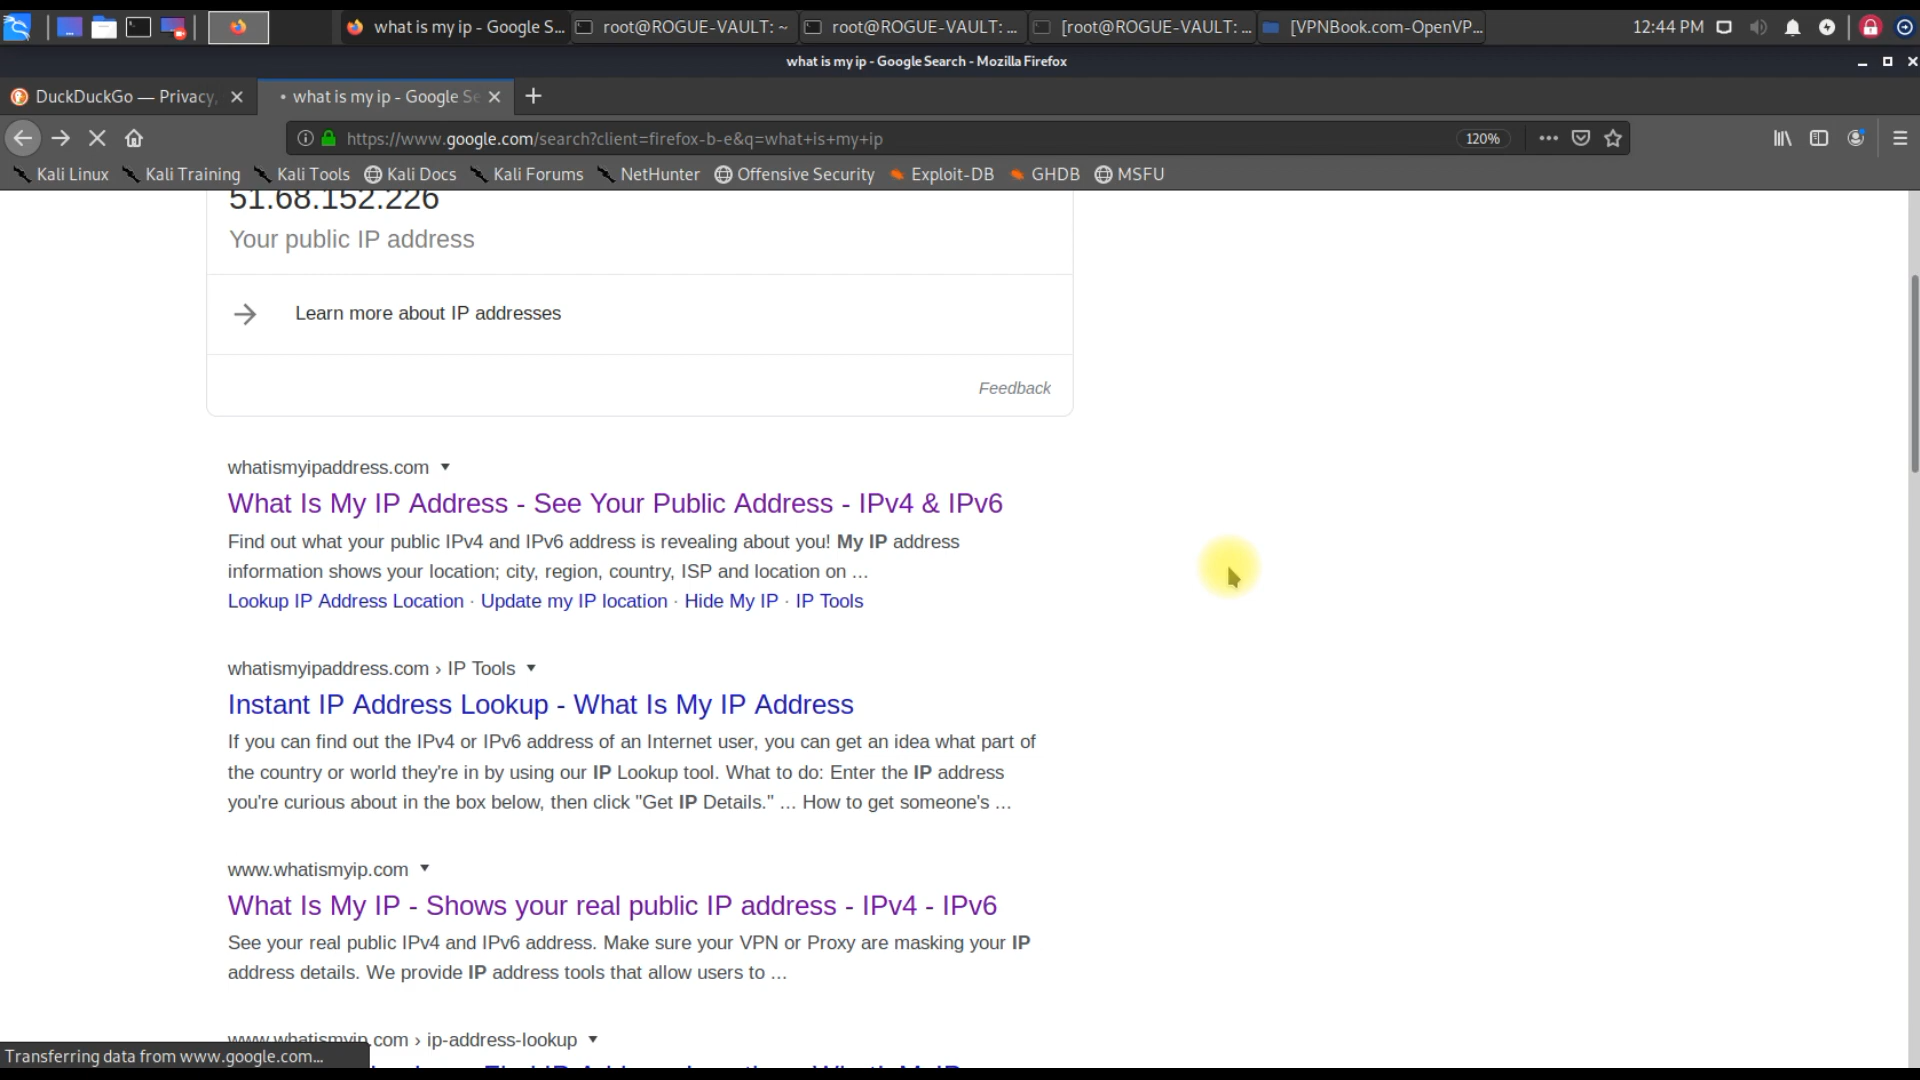 what is my ip - Google S...
root@ROGUE-VAULT: ~
root@ROGUE-VAULT: ...
[root@ROGUE-VAULT: ...
[VPNBook.com-OpenVP...
12:44 PM
what is my ip - Google Search - Mozilla Firefox
DuckDuckGo — Privacy,
what is my ip - Google Se
https://www.google.com/search?client=firefox-b-e&q=what+is+my+ip
120%
Kali Linux
Kali Training
Kali Tools
Kali Docs
Kali Forums
NetHunter
Offensive Security
Exploit-DB
GHDB
MSFU
51.68.152.226
Your public IP address
Learn more about IP addresses
Feedback
whatismyipaddress.com
What Is My IP Address - See Your Public Address - IPv4 & IPv6
Find out what your public IPv4 and IPv6 address is revealing about you! My IP address
information shows your location; city, region, country, ISP and location on ...
Lookup IP Address Location · Update my IP location · Hide My IP · IP Tools
whatismyipaddress.com › IP Tools
Instant IP Address Lookup - What Is My IP Address
If you can find out the IPv4 or IPv6 address of an Internet user, you can get an idea what part of
the country or world they're in by using our IP Lookup tool. What to do: Enter the IP address
you're curious about in the box below, then click "Get IP Details." ... How to get someone's ...
www.whatismyip.com
What Is My IP - Shows your real public IP address - IPv4 - IPv6
See your real public IPv4 and IPv6 address. Make sure your VPN or Proxy are masking your IP
address details. We provide IP address tools that allow users to ...
www.whatismyip.com › ip-address-lookup
Transferring data from www.google.com...